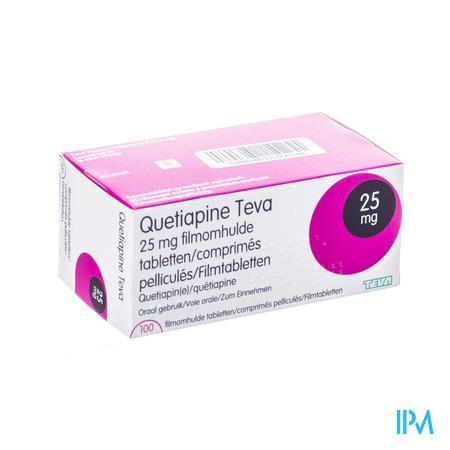 Quetiapine Teva
25 mg filmomhulde
tabletten/comprimés
pelliculés/Filmtabletten
Quetiapin(e)/quétiapine
Oraal gebruik/Voie orale/Zum Einnehmen
100 filmomhulde tabletten/comprimés pelliculés/Filmtabletten
25
mg
TEVA
Quetiapine Teva
25
mg
IPM